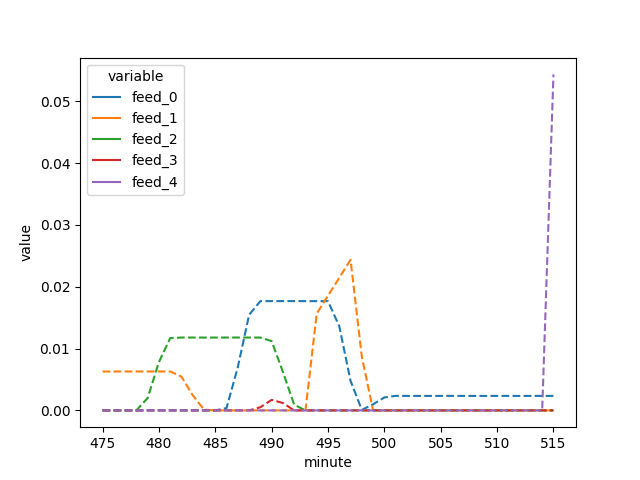 variable
feed_0
feed_1
feed_2
feed_3
feed_4
value
0.05
0.04
0.03
0.02
0.01
0.00
475 480 485 490 495 500 505 510 515
minute